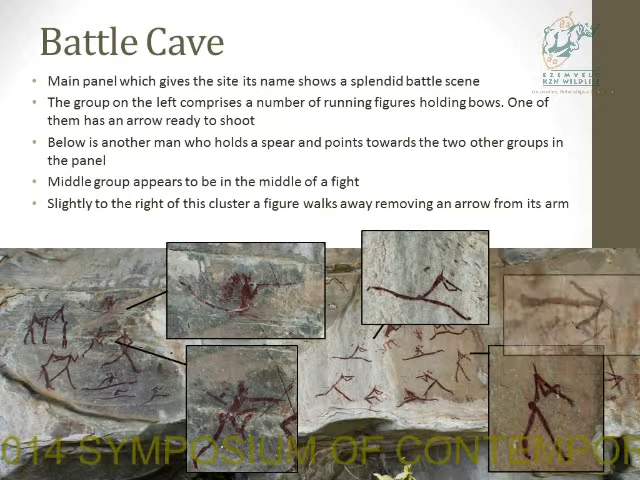 Battle Cave
EZEMVELO
KZN WILDLIFE
• Main panel which gives the site its name shows a splendid battle scene
• The group on the left comprises a number of running figures holding bows. One of
them has an arrow ready to shoot
• Below is another man who holds a spear and points towards the two other groups in
the panel
• Middle group appears to be in the middle of a fight
• Slightly to the right of this cluster a figure walks away removing an arrow from its arm
014 SYMPOSIUM OF CONTEMPOR